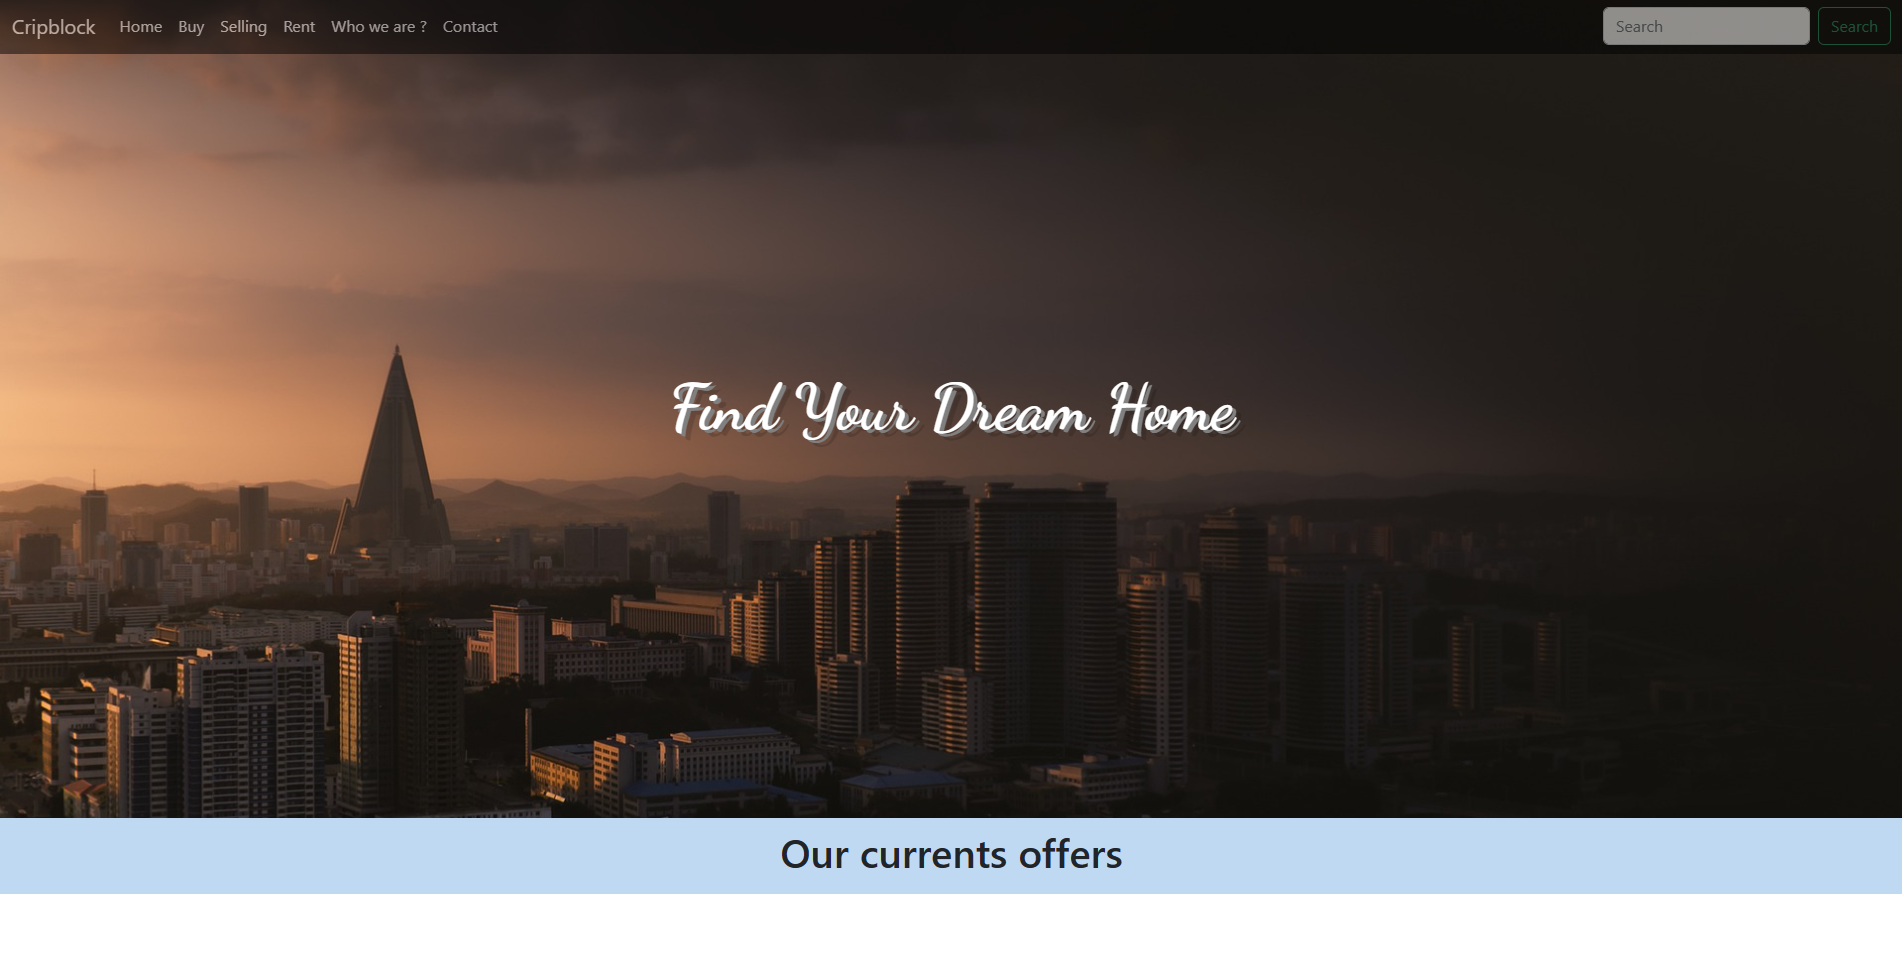 Cripblock Home Buy Selling Rent Who we are ? Contact Search Search
Find Your Dream Home
Our currents offers